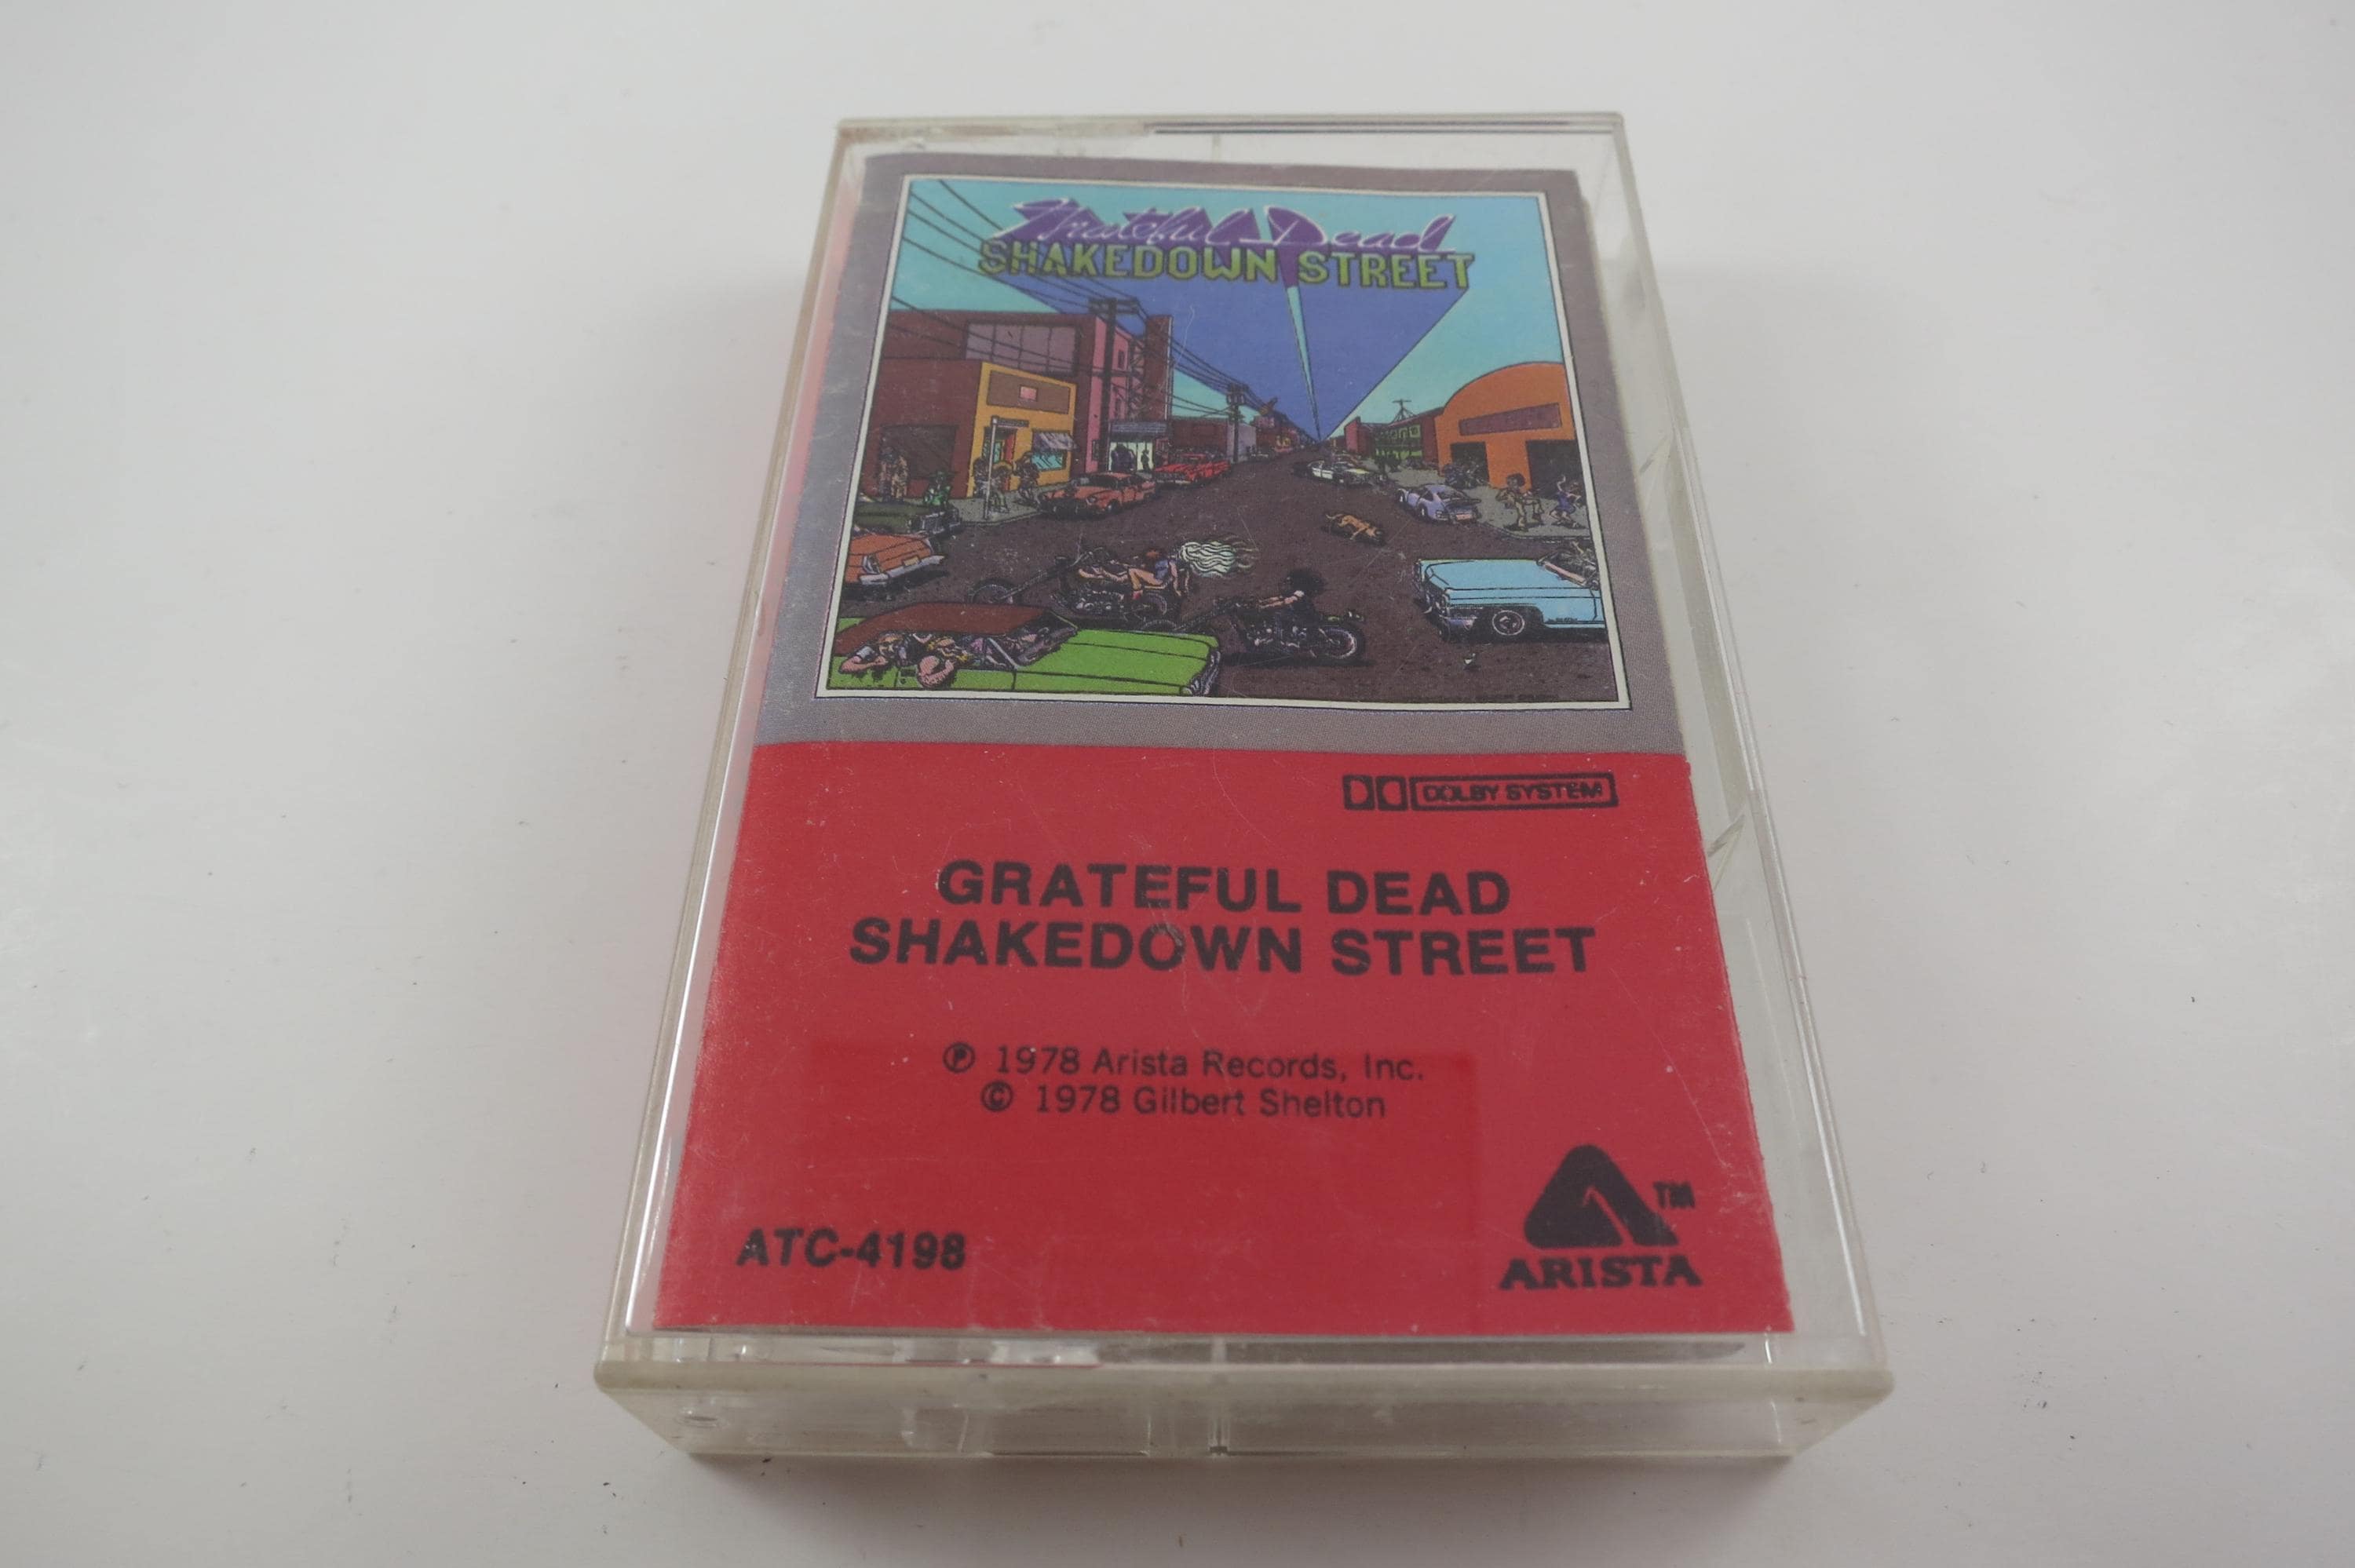 Grateful Dead
SHAKEDOWN STREET
DOLBY SYSTEM
GRATEFUL DEAD
SHAKEDOWN STREET
℗ 1978 Arista Records, Inc.
© 1978 Gilbert Shelton
ATC-4198
TM
ARISTA